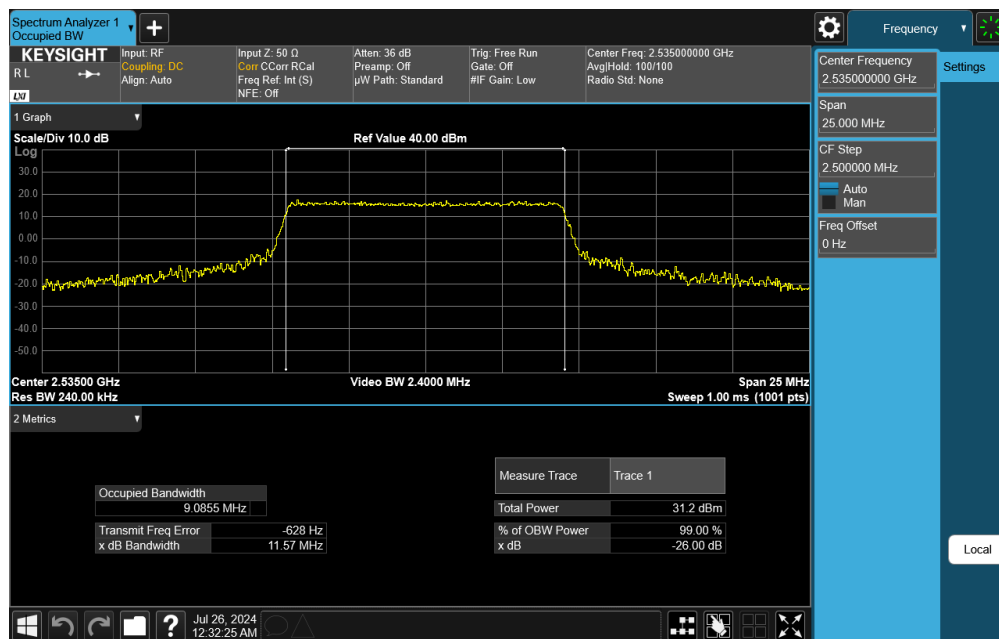 Spectrum Analyzer 1
Occupied BW
Frequency
KEYSIGHT
R L
LXI
Input: RF
Coupling: DC
Align: Auto
Input Z: 50 Ω
Corr CCorr RCal
Freq Ref: Int (S)
NFE: Off
Atten: 36 dB
Preamp: Off
µW Path: Standard
Trig: Free Run
Gate: Off
#IF Gain: Low
Center Freq: 2.535000000 GHz
Avg|Hold: 100/100
Radio Std: None
Center Frequency
2.535000000 GHz
Settings
Span
25.000 MHz
CF Step
2.500000 MHz
Auto
Man
Freq Offset
0 Hz
Local
1 Graph
Scale/Div 10.0 dB
Ref Value 40.00 dBm
Log
30.0
20.0
10.0
0.00
-10.0
-20.0
-30.0
-40.0
-50.0
Center 2.53500 GHz
Video BW 2.4000 MHz
Span 25 MHz
Res BW 240.00 kHz
Sweep 1.00 ms (1001 pts)
2 Metrics
Occupied Bandwidth
9.0855 MHz
Transmit Freq Error -628 Hz
x dB Bandwidth 11.57 MHz
Measure Trace Trace 1
Total Power 31.2 dBm
% of OBW Power 99.00 %
x dB -26.00 dB
Jul 26, 2024
12:32:25 AM